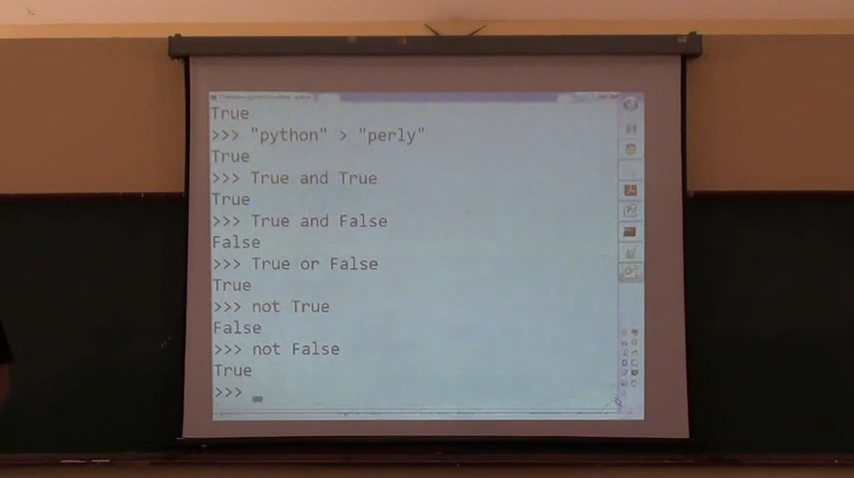 True
>>> "python" > "perly"
True
>>> True and True
True
>>> True and False
False
>>> True or False
True
>>> not True
False
>>> not False
True
>>>